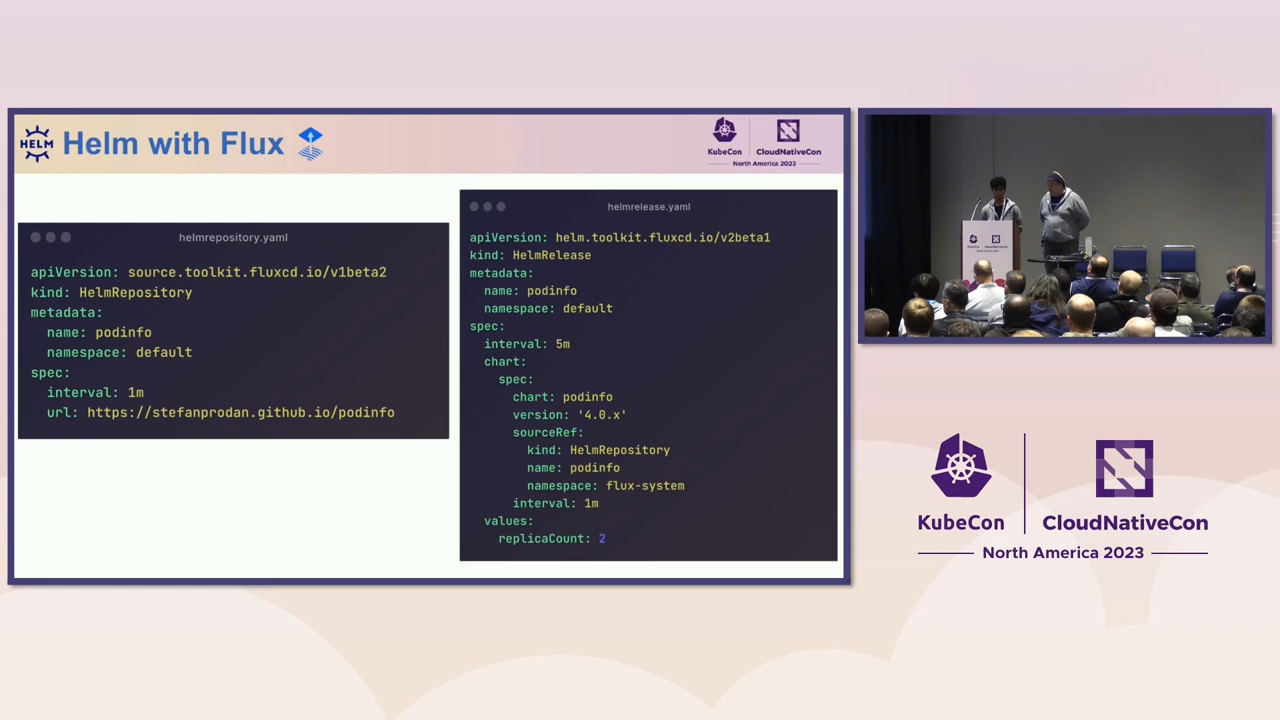 HELM
Helm with Flux
KubeCon
CloudNativeCon
North America 2023
helmrepository.yaml
apiVersion: source.toolkit.fluxcd.io/v1beta2
kind: HelmRepository
metadata:
  name: podinfo
  namespace: default
spec:
  interval: 1m
  url: https://stefanprodan.github.io/podinfo
helmrelease.yaml
apiVersion: helm.toolkit.fluxcd.io/v2beta1
kind: HelmRelease
metadata:
  name: podinfo
  namespace: default
spec:
  interval: 5m
  chart:
    spec:
      chart: podinfo
      version: '4.0.x'
      sourceRef:
        kind: HelmRepository
        name: podinfo
        namespace: flux-system
      interval: 1m
  values:
    replicaCount: 2
KubeCon
CloudNativeCon
North America 2023